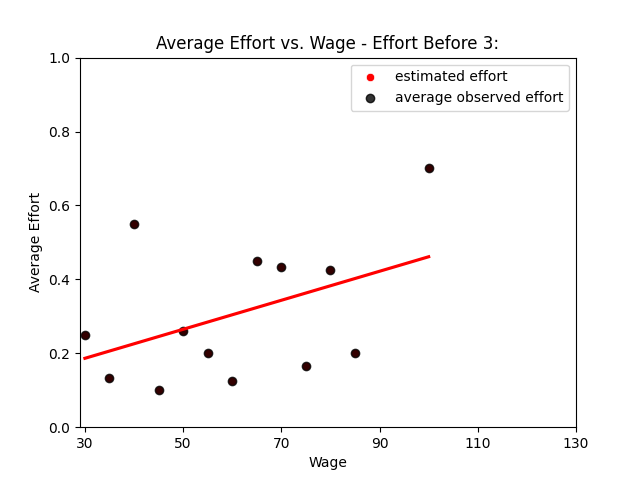 Average Effort vs. Wage - Effort Before 3:
estimated effort
average observed effort
1.0
0.8
0.6
0.4
0.2
0.0
Average Effort
30 50 70 90 110 130
Wage